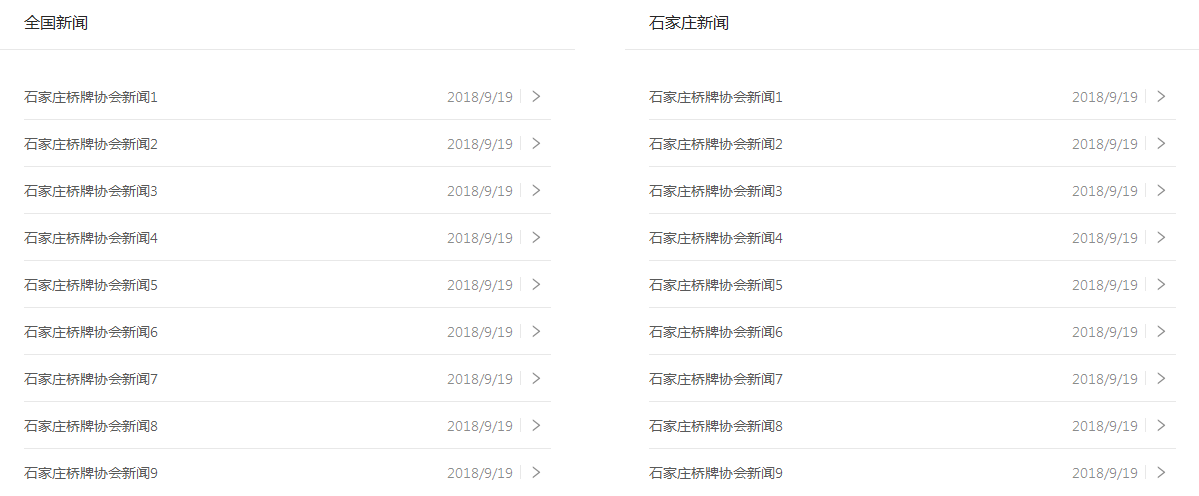 全国新闻
石家庄桥牌协会新闻1 2018/9/19
石家庄桥牌协会新闻2 2018/9/19
石家庄桥牌协会新闻3 2018/9/19
石家庄桥牌协会新闻4 2018/9/19
石家庄桥牌协会新闻5 2018/9/19
石家庄桥牌协会新闻6 2018/9/19
石家庄桥牌协会新闻7 2018/9/19
石家庄桥牌协会新闻8 2018/9/19
石家庄桥牌协会新闻9 2018/9/19
石家庄新闻
石家庄桥牌协会新闻1 2018/9/19
石家庄桥牌协会新闻2 2018/9/19
石家庄桥牌协会新闻3 2018/9/19
石家庄桥牌协会新闻4 2018/9/19
石家庄桥牌协会新闻5 2018/9/19
石家庄桥牌协会新闻6 2018/9/19
石家庄桥牌协会新闻7 2018/9/19
石家庄桥牌协会新闻8 2018/9/19
石家庄桥牌协会新闻9 2018/9/19